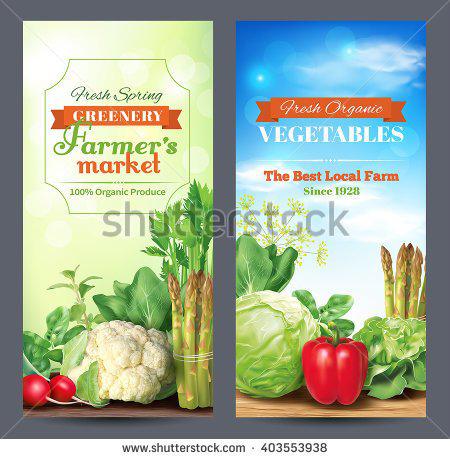 Fresh Spring
GREENERY
Farmer's
market
100% Organic Produce
Fresh Organic
VEGETABLES
The Best Local Farm
Since 1928
shutterstock
www.shutterstock.com · 403553938